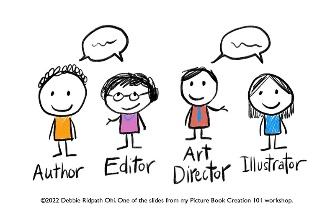 Author
Editor
Art
Director
Illustrator
©2022 Debbie Ridpath Ohi. One of the slides from my Picture Book Creation 101 workshop.